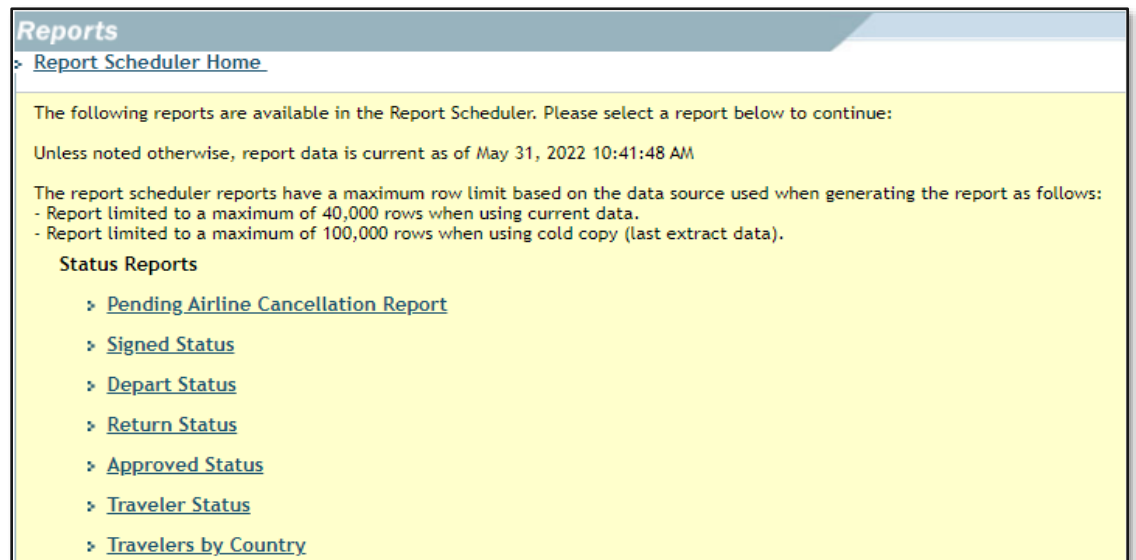 Reports
Report Scheduler Home
The following reports are available in the Report Scheduler. Please select a report below to continue:
Unless noted otherwise, report data is current as of May 31, 2022 10:41:48 AM
The report scheduler reports have a maximum row limit based on the data source used when generating the report as follows:
- Report limited to a maximum of 40,000 rows when using current data.
- Report limited to a maximum of 100,000 rows when using cold copy (last extract data).
Status Reports
Pending Airline Cancellation Report
Signed Status
Depart Status
Return Status
Approved Status
Traveler Status
Travelers by Country